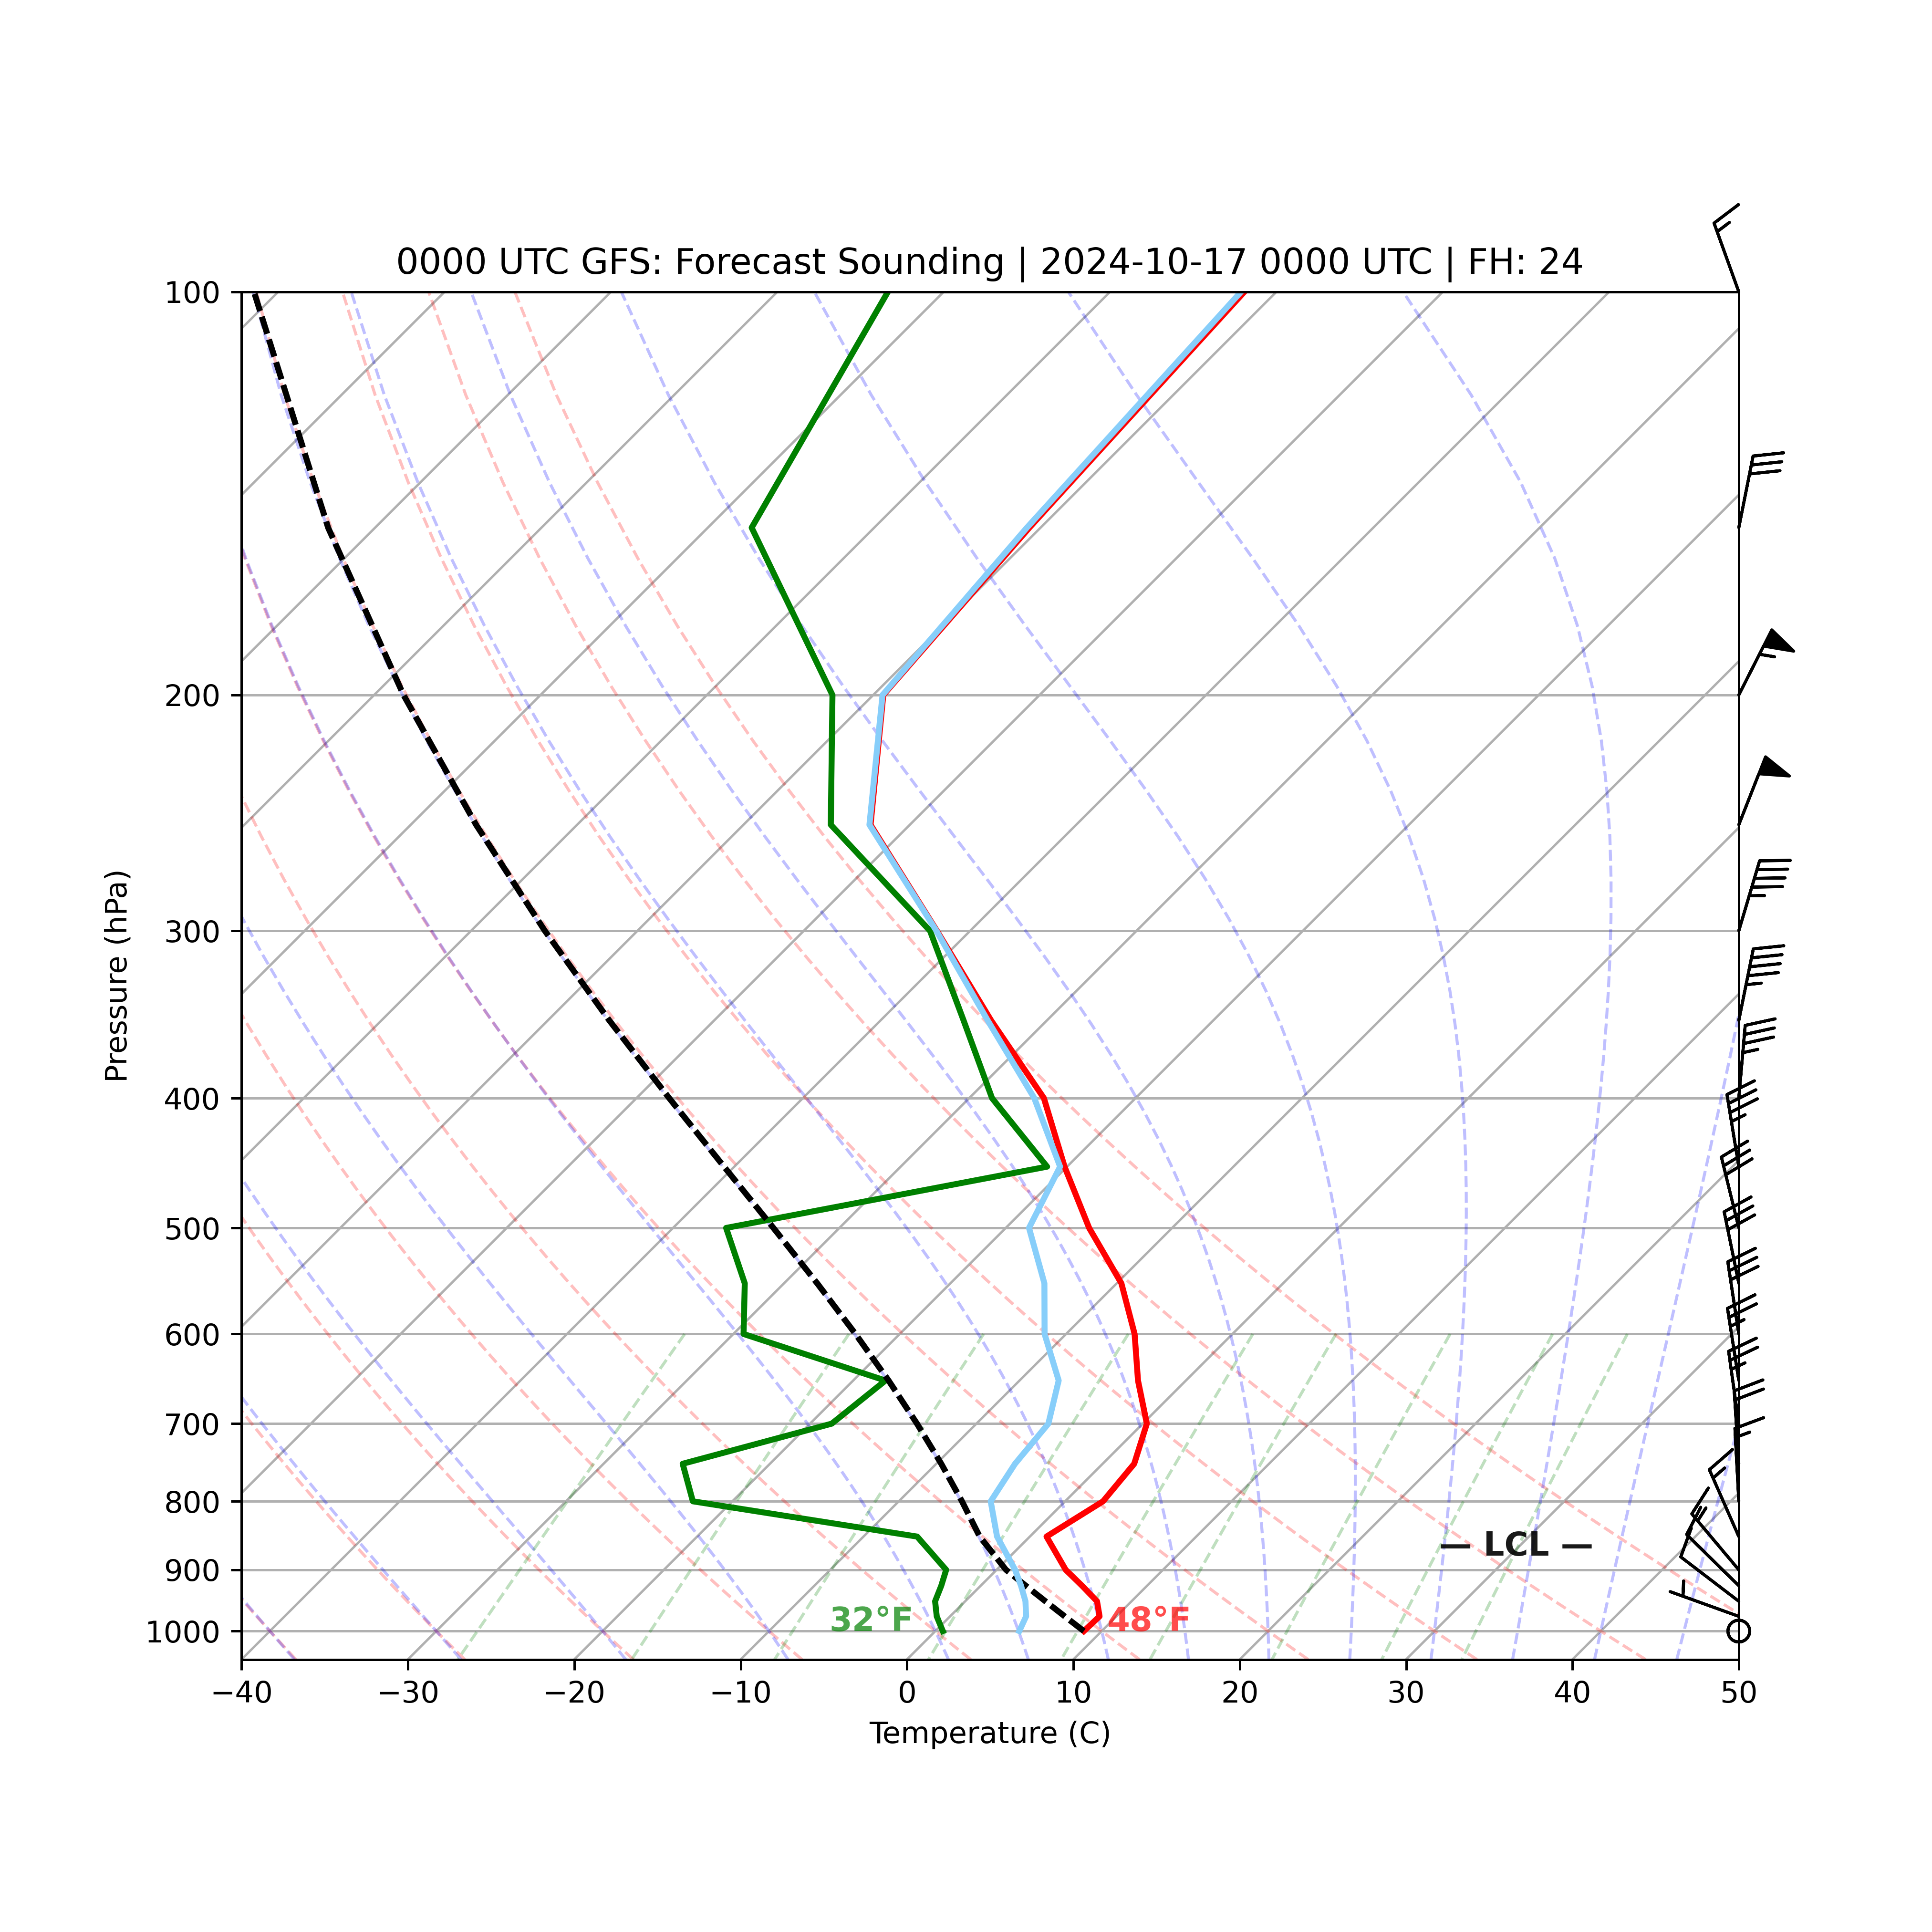 0000 UTC GFS: Forecast Sounding | 2024-10-17 0000 UTC | FH: 24
100
200
300
400
500
600
700
800
900
1000
Pressure (hPa)
— LCL —
32°F
48°F
−40 −30 −20 −10 0 10 20 30 40 50
Temperature (C)